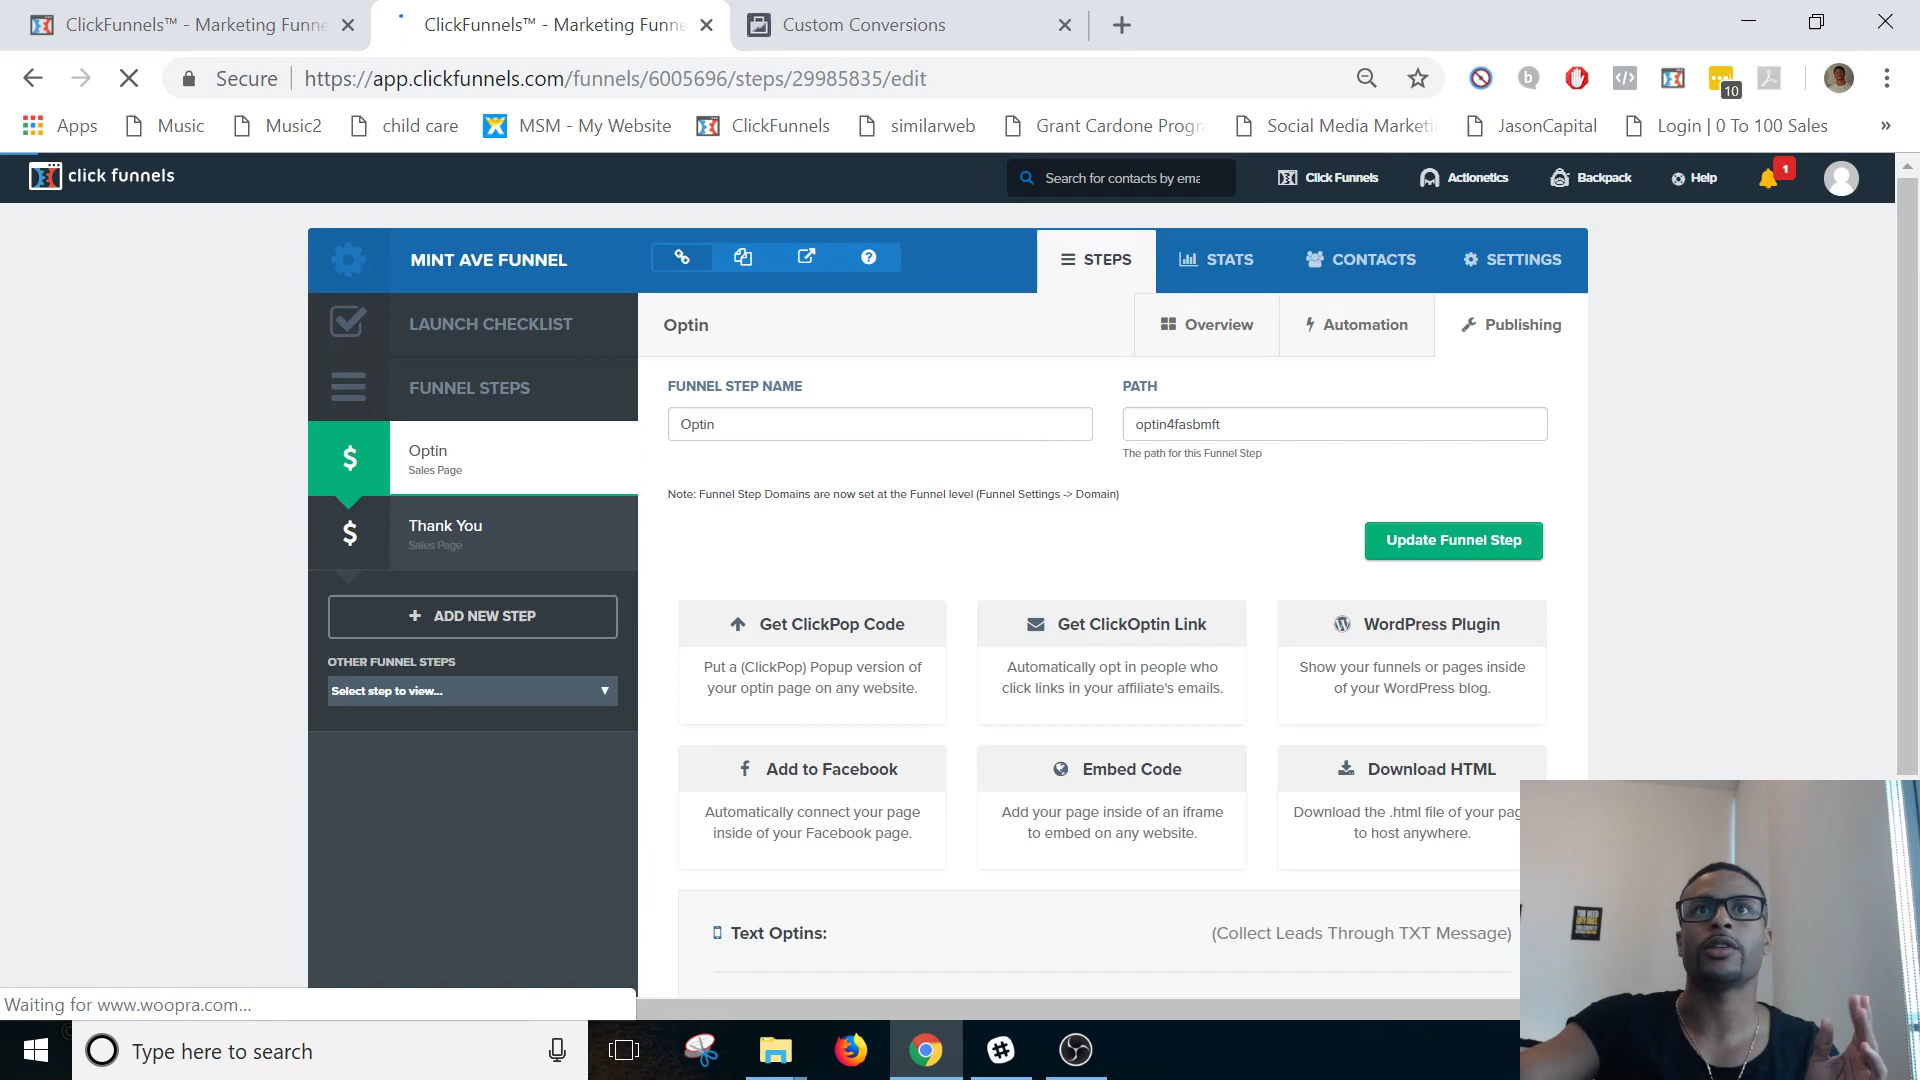 ClickFunnels™ - Marketing Funne
ClickFunnels™ - Marketing Funne
Custom Conversions
Secure
https://app.clickfunnels.com/funnels/6005696/steps/29985835/edit
10
Apps
Music
Music2
child care
MSM - My Website
ClickFunnels
similarweb
Grant Cardone Progra
Social Media Marketi
JasonCapital
Login | 0 To 100 Sales
»
click funnels
Search for contacts by ema
Click Funnels
Actionetics
Backpack
Help
1
MINT AVE FUNNEL
STEPS
STATS
CONTACTS
SETTINGS
LAUNCH CHECKLIST
Optin
Overview
Automation
Publishing
FUNNEL STEPS
FUNNEL STEP NAME
PATH
Optin
optin4fasbmft
The path for this Funnel Step
$
Optin
Sales Page
Note: Funnel Step Domains are now set at the Funnel level (Funnel Settings -> Domain)
$
Thank You
Sales Page
Update Funnel Step
+ ADD NEW STEP
OTHER FUNNEL STEPS
Select step to view...
Get ClickPop Code
Put a (ClickPop) Popup version of
your optin page on any website.
Get ClickOptin Link
Automatically opt in people who
click links in your affiliate's emails.
WordPress Plugin
Show your funnels or pages inside
of your WordPress blog.
Add to Facebook
Automatically connect your page
inside of your Facebook page.
Embed Code
Add your page inside of an iframe
to embed on any website.
Download HTML
Download the .html file of your pag
to host anywhere.
Text Optins:
(Collect Leads Through TXT Message)
Waiting for www.woopra.com...
Type here to search